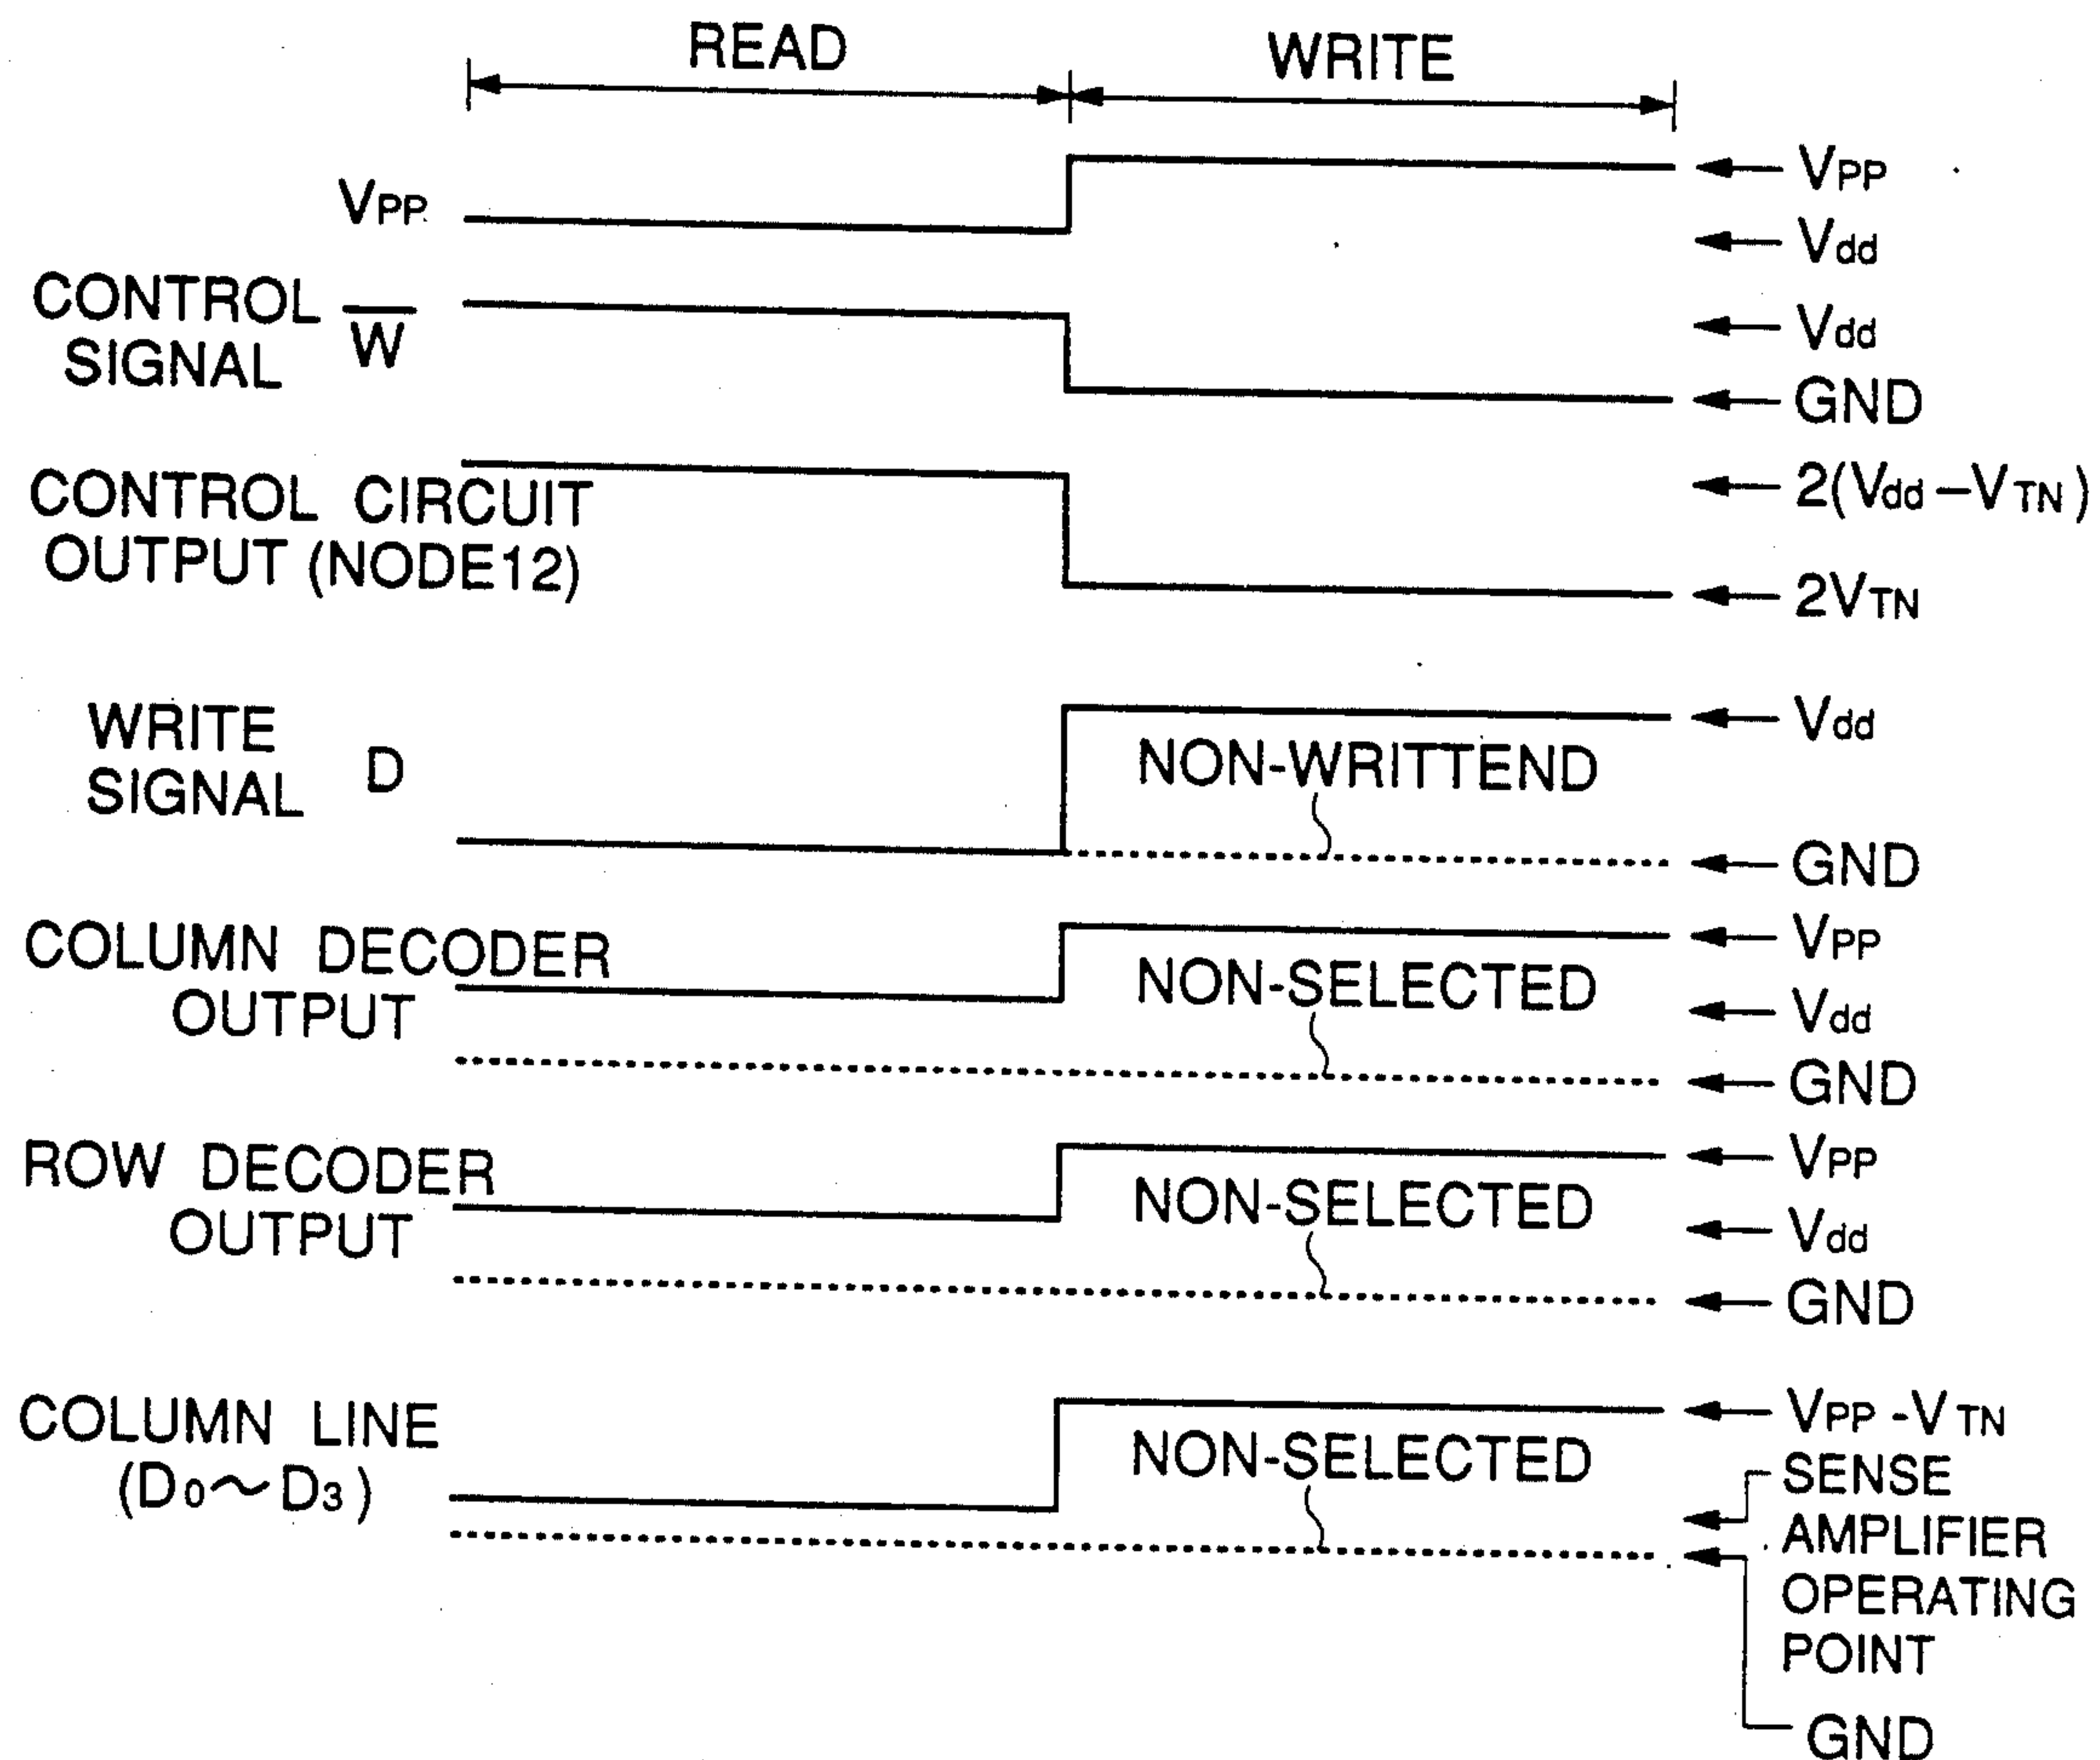 READ WRITE
VPP VPP
Vdd
CONTROL SIGNAL W̅ Vdd
GND
CONTROL CIRCUIT 2(Vdd–VTN)
OUTPUT (NODE12) 2VTN
WRITE SIGNAL D Vdd
NON-WRITTEND
GND
COLUMN DECODER VPP
NON-SELECTED
OUTPUT Vdd
GND
ROW DECODER VPP
NON-SELECTED
OUTPUT Vdd
GND
COLUMN LINE VPP -VTN
NON-SELECTED
(D0~D3) SENSE
AMPLIFIER
OPERATING
POINT
GND